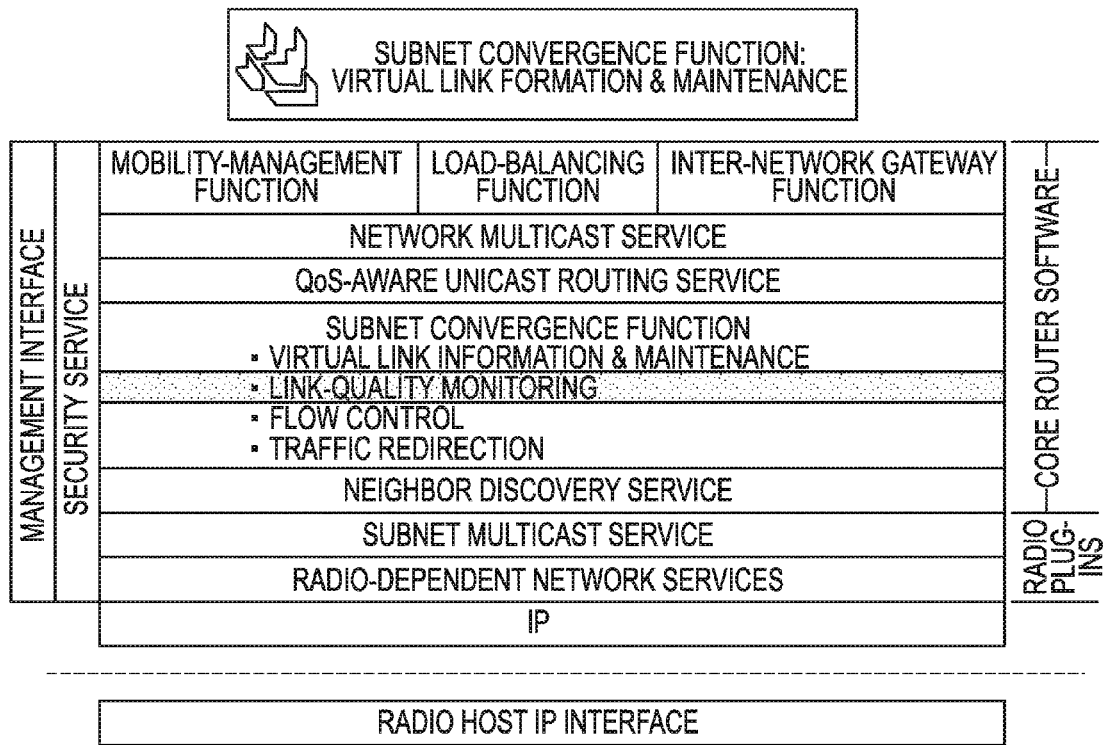 SUBNET CONVERGENCE FUNCTION:
VIRTUAL LINK FORMATION & MAINTENANCE
MANAGEMENT INTERFACE
SECURITY SERVICE
MOBILITY-MANAGEMENT
FUNCTION
LOAD-BALANCING
FUNCTION
INTER-NETWORK GATEWAY
FUNCTION
NETWORK MULTICAST SERVICE
QoS-AWARE UNICAST ROUTING SERVICE
SUBNET CONVERGENCE FUNCTION
▪ VIRTUAL LINK INFORMATION & MAINTENANCE
▪ LINK-QUALITY MONITORING
▪ FLOW CONTROL
▪ TRAFFIC REDIRECTION
NEIGHBOR DISCOVERY SERVICE
SUBNET MULTICAST SERVICE
RADIO-DEPENDENT NETWORK SERVICES
IP
CORE ROUTER SOFTWARE
RADIO
PLUG-
INS
RADIO HOST IP INTERFACE